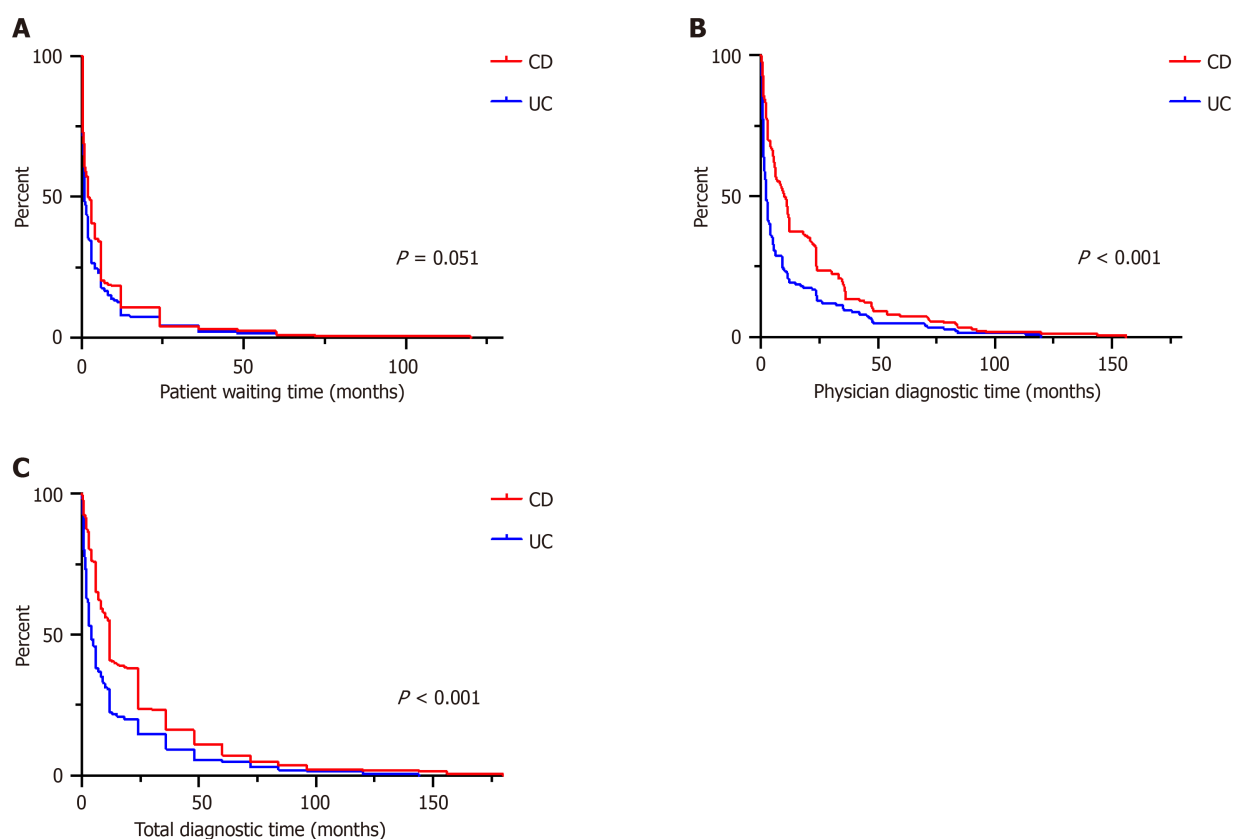 A
100
50
0
Percent
CD
UC
P = 0.051
0
50
100
Patient waiting time (months)
B
100
50
0
Percent
CD
UC
P < 0.001
0
50
100
150
Physician diagnostic time (months)
C
100
50
0
Percent
CD
UC
P < 0.001
0
50
100
150
Total diagnostic time (months)